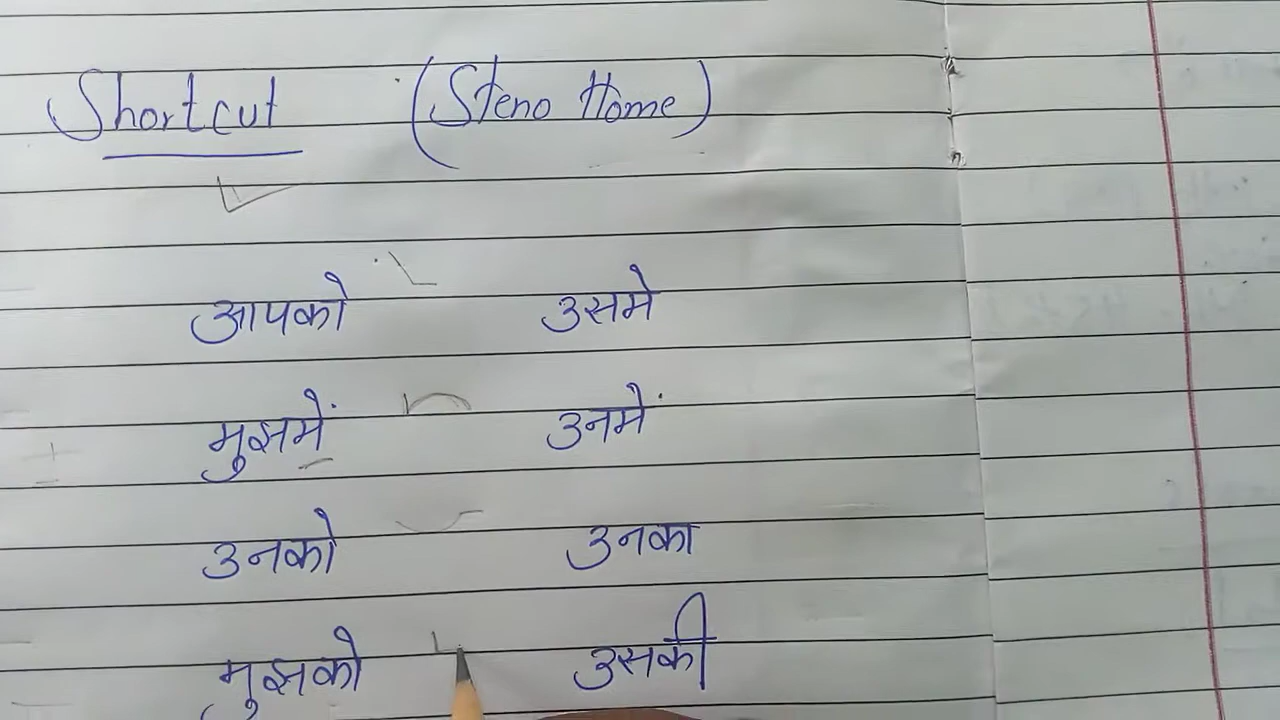 Shortcut (Steno Home)
आपको उसमे
मुझमें उनमें
उनको उनका
मुझको उसकी